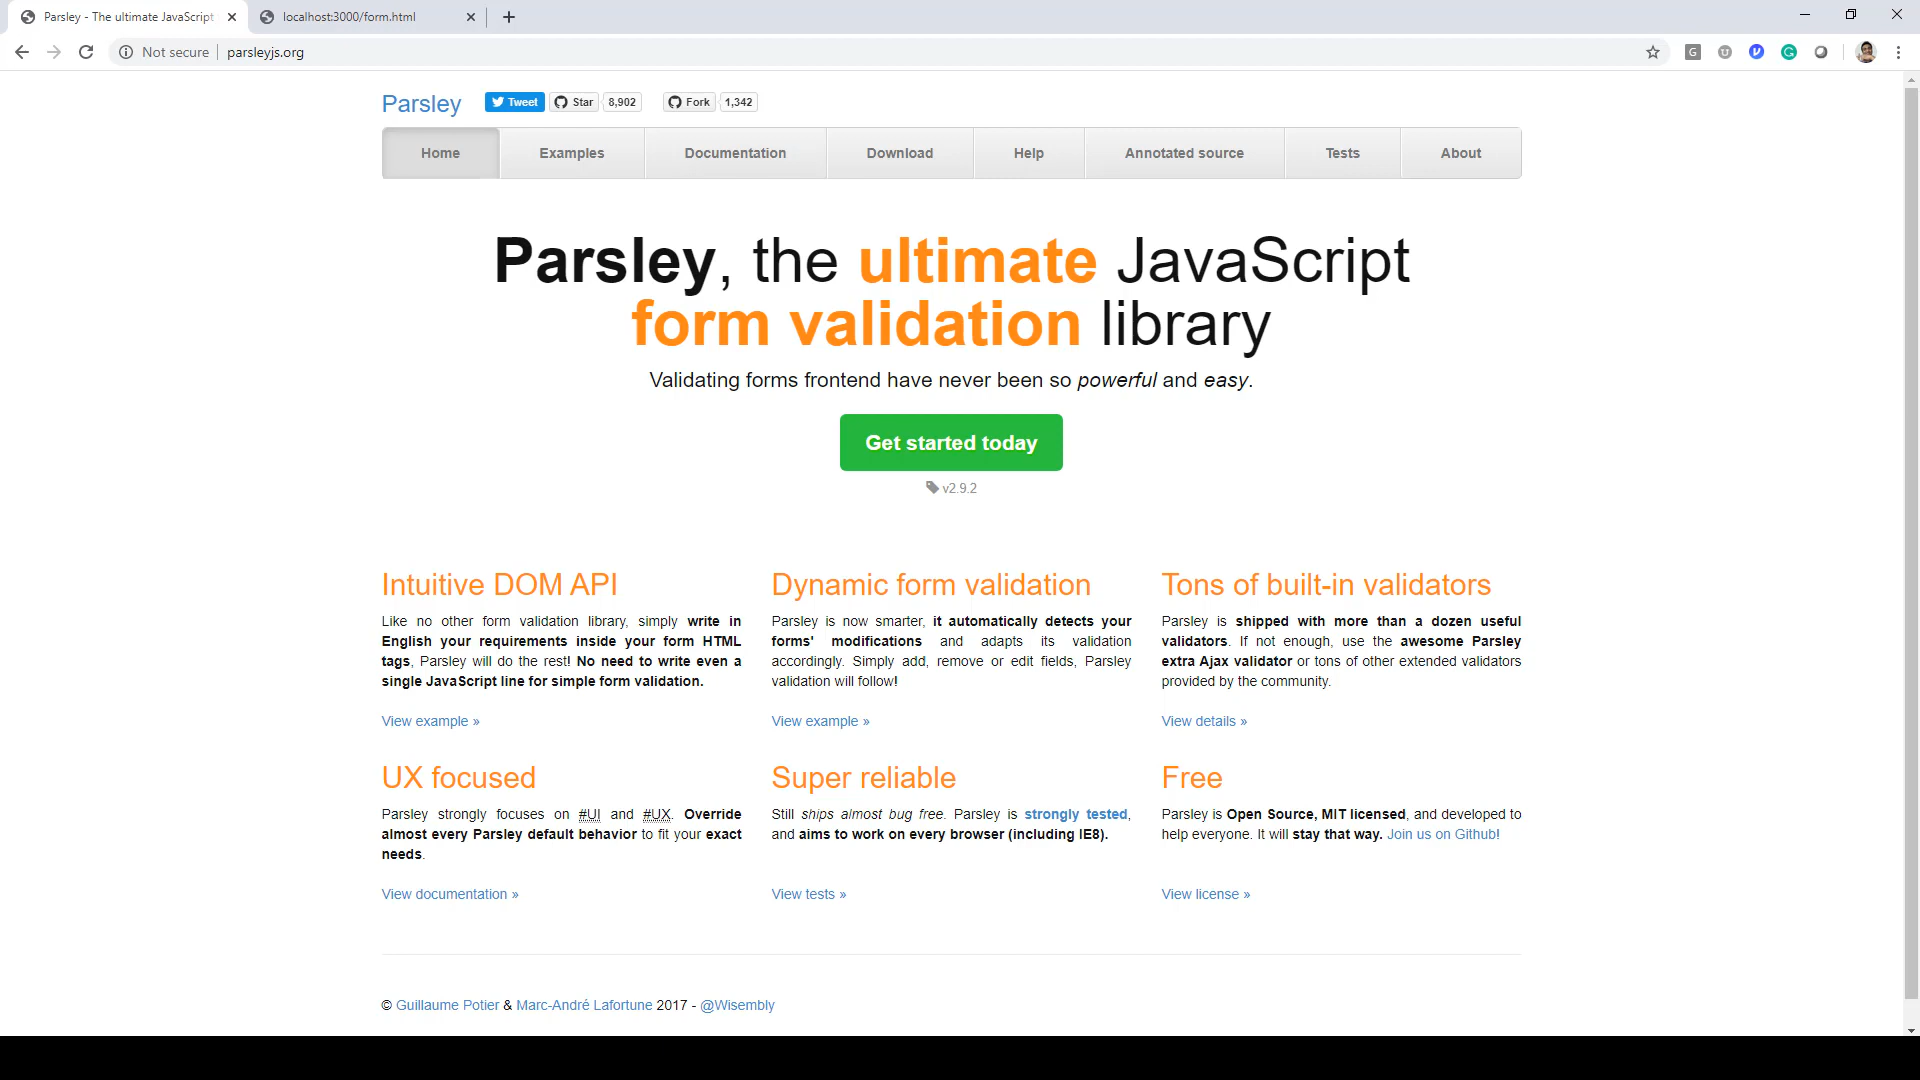 Parsley - The ultimate JavaScript
localhost:3000/form.html
Not secure
parsleyjs.org
Parsley
Tweet
Star
8,902
Fork
1,342
Home
Examples
Documentation
Download
Help
Annotated source
Tests
About
Parsley, the ultimate JavaScript
form validation library
Validating forms frontend have never been so powerful and easy.
Get started today
v2.9.2
Intuitive DOM API
Like no other form validation library, simply write in
English your requirements inside your form HTML
tags, Parsley will do the rest! No need to write even a
single JavaScript line for simple form validation.
View example »
Dynamic form validation
Parsley is now smarter, it automatically detects your
forms' modifications and adapts its validation
accordingly. Simply add, remove or edit fields, Parsley
validation will follow!
View example »
Tons of built-in validators
Parsley is shipped with more than a dozen useful
validators. If not enough, use the awesome Parsley
extra Ajax validator or tons of other extended validators
provided by the community.
View details »
UX focused
Parsley strongly focuses on #UI and #UX. Override
almost every Parsley default behavior to fit your exact
needs.
View documentation »
Super reliable
Still ships almost bug free. Parsley is strongly tested,
and aims to work on every browser (including IE8).
View tests »
Free
Parsley is Open Source, MIT licensed, and developed to
help everyone. It will stay that way. Join us on Github!
View license »
© Guillaume Potier & Marc-André Lafortune 2017 - @Wisembly